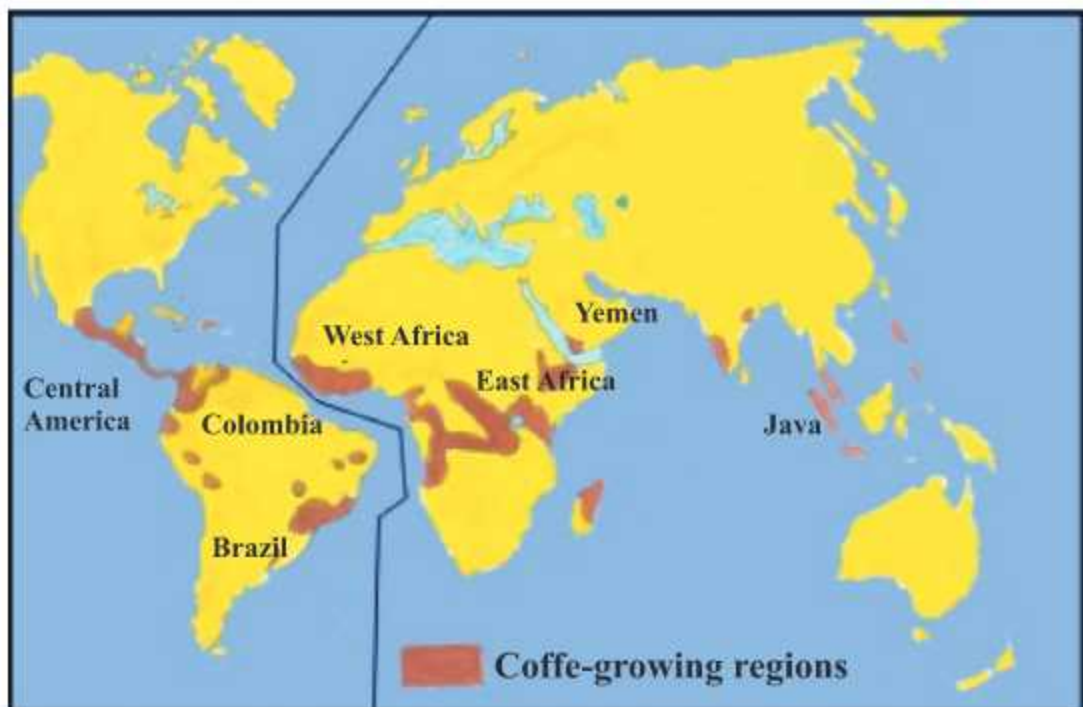 Yemen
West Africa
East Africa
Central
America
Colombia
Java
Brazil
Coffe-growing regions